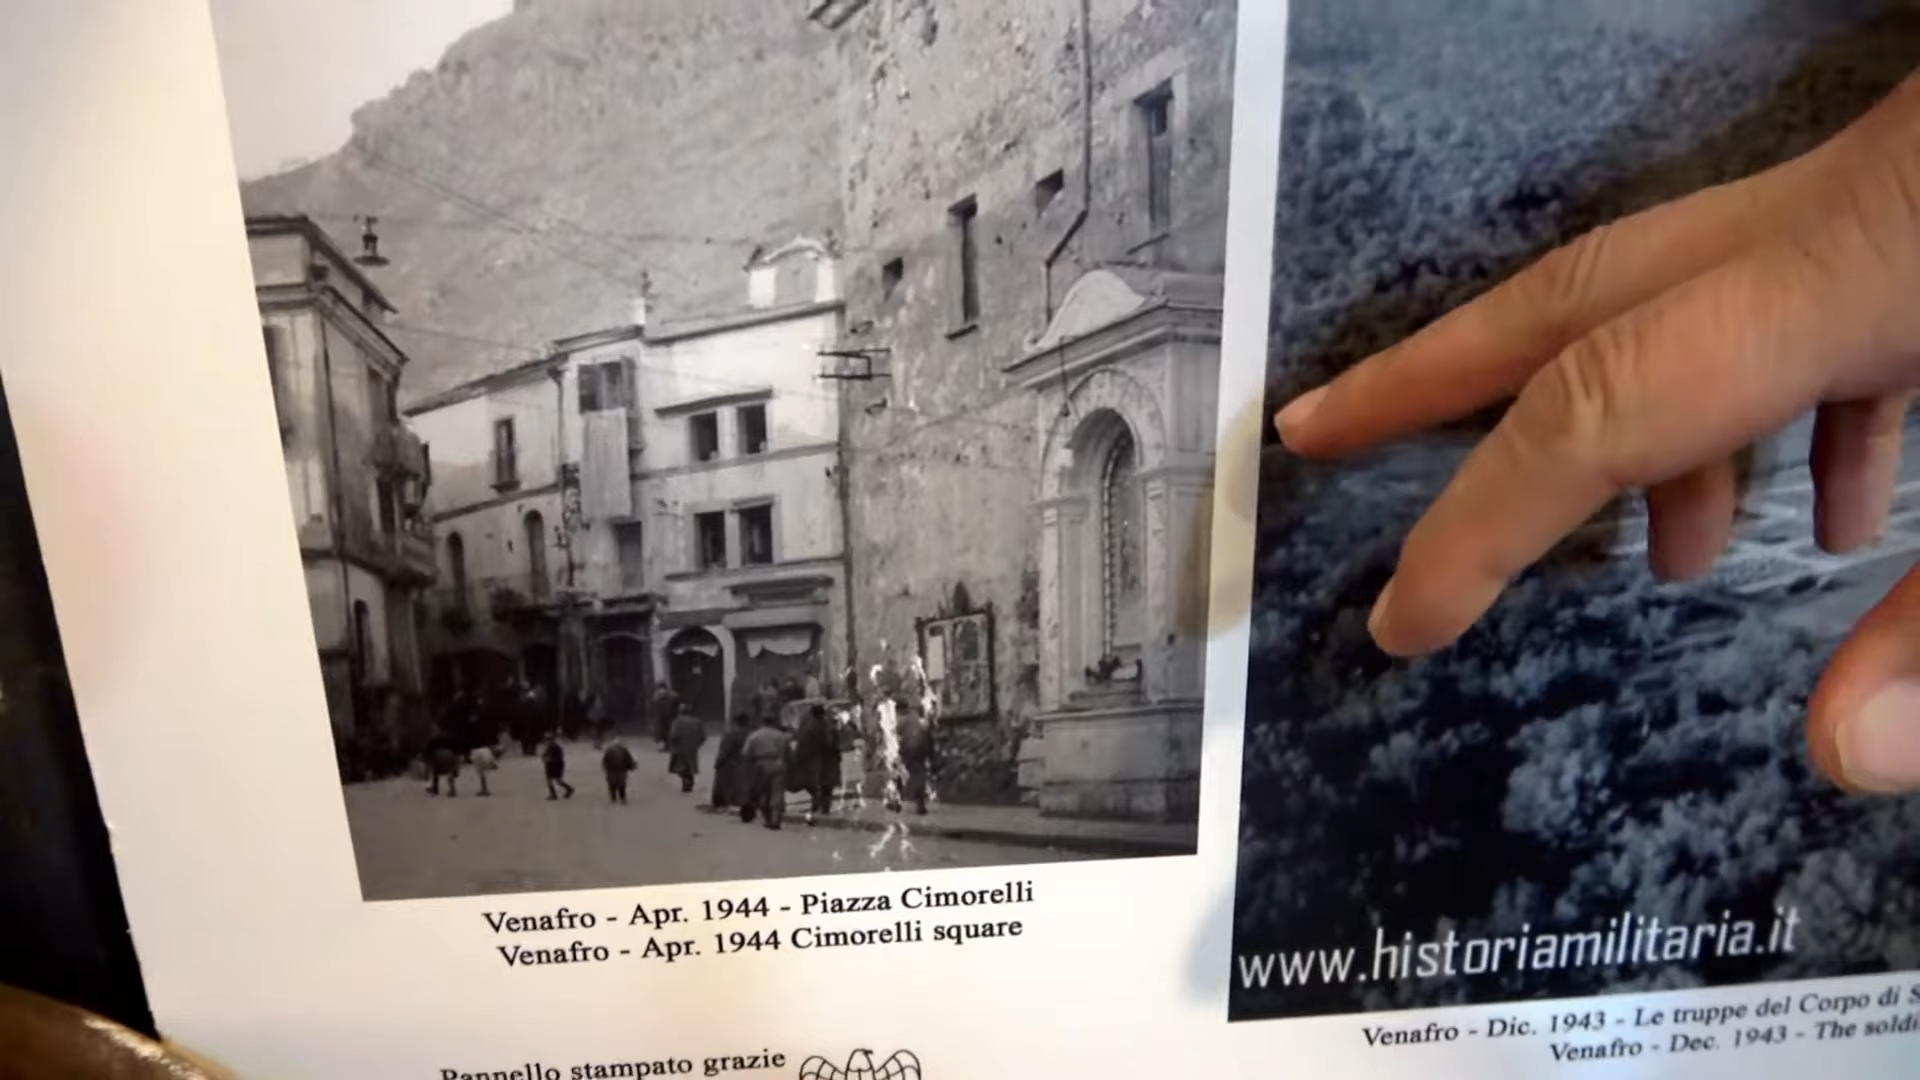 Venafro - Apr. 1944 - Piazza Cimorelli
Venafro - Apr. 1944 Cimorelli square
Pannello stampato grazie
www.historiamilitaria.it
Venafro - Dic. 1943 - Le truppe del Corpo di
Venafro - Dec. 1943 - The